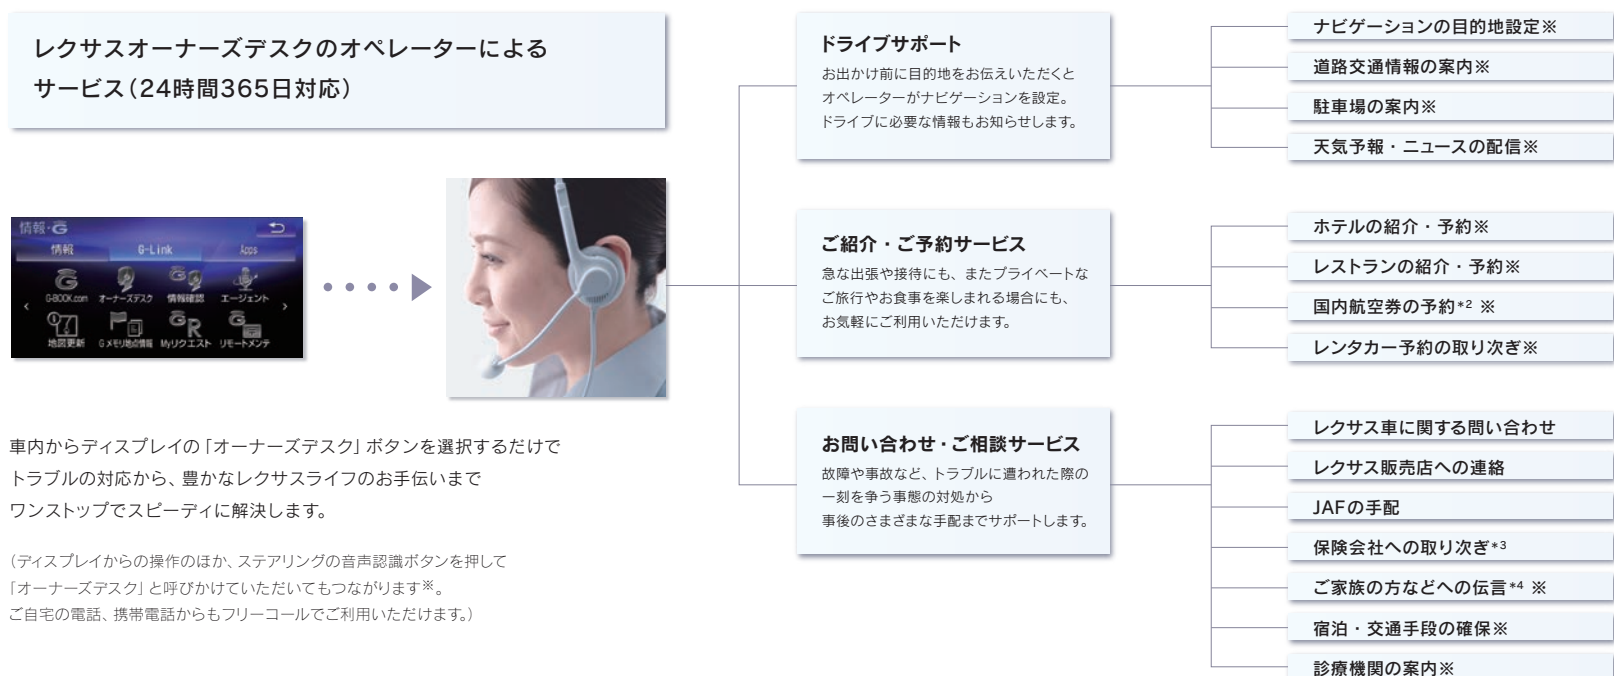 レクサスオーナーズデスクのオペレーターによる
サービス(24時間365日対応)
情報・G
情報
G-Link
Apps
G-BOOK.com
オーナーズデスク
情報確認
エージェント
地図更新
Gメモリ地点情報
Myリクエスト
リモートメンテ
車内からディスプレイの「オーナーズデスク」ボタンを選択するだけで
トラブルの対応から、豊かなレクサスライフのお手伝いまで
ワンストップでスピーディに解決します。
(ディスプレイからの操作のほか、ステアリングの音声認識ボタンを押して
「オーナーズデスク」と呼びかけていただいてもつながります※。
ご自宅の電話、携帯電話からもフリーコールでご利用いただけます。)
ドライブサポート
お出かけ前に目的地をお伝えいただくと
オペレーターがナビゲーションを設定。
ドライブに必要な情報もお知らせします。
ナビゲーションの目的地設定※
道路交通情報の案内※
駐車場の案内※
天気予報・ニュースの配信※
ご紹介・ご予約サービス
急な出張や接待にも、またプライベートな
ご旅行やお食事を楽しまれる場合にも、
お気軽にご利用いただけます。
ホテルの紹介・予約※
レストランの紹介・予約※
国内航空券の予約*2 ※
レンタカー予約の取り次ぎ※
お問い合わせ・ご相談サービス
故障や事故など、トラブルに遭われた際の
一刻を争う事態の対処から
事後のさまざまな手配までサポートします。
レクサス車に関する問い合わせ
レクサス販売店への連絡
JAFの手配
保険会社への取り次ぎ*3
ご家族の方などへの伝言*4 ※
宿泊・交通手段の確保※
診療機関の案内※